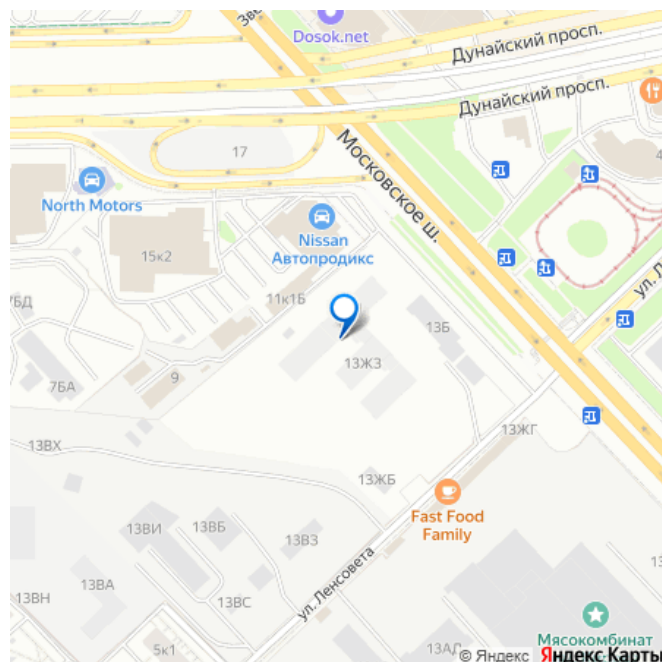 Dosok.net
Дунайский просп.
Дунайский просп.
17
Московское ш.
North Motors
15к2
Nissan
Автопродикс
11к1Б
13Б
13ЖЗ
7БА
9
13ВХ
13ЖГ
13ЖБ
Fast Food
Family
13ВИ
13ВБ
13ВЗ
ул. Ленсовета
13ВА
13ВН
13ВС
5к1
13АД
Мясокомбинат
© Яндекс Яндекс Карты